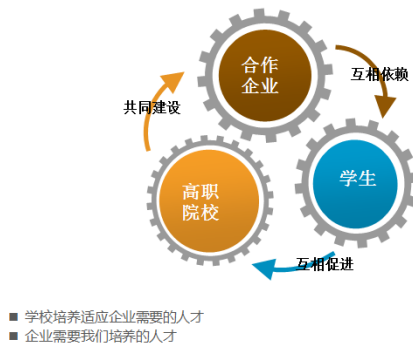 合作
企业
互相依赖
共同建设
高职
院校
学生
互相促进
■ 学校培养适应企业需要的人才
■ 企业需要我们培养的人才